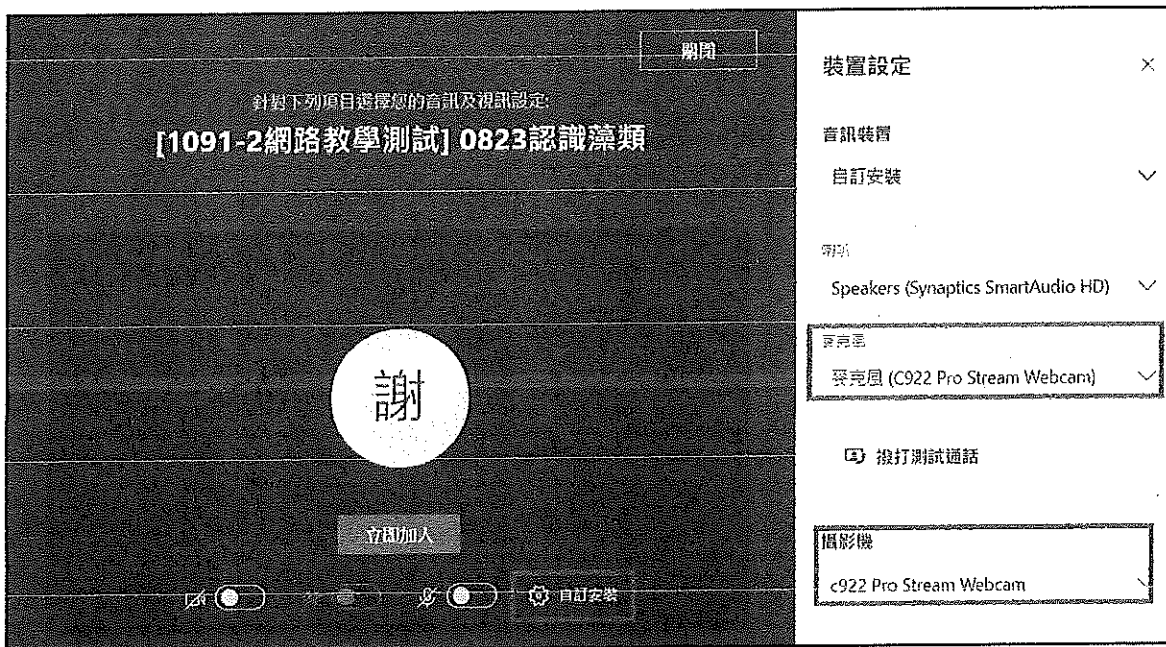 關閉
針對下列項目選擇您的音訊及視訊設定:
[1091-2網路教學測試] 0823認識藻類
謝
立即加入
自訂安裝
裝置設定
音訊裝置
自訂安裝
喇叭
Speakers (Synaptics SmartAudio HD)
麥克風
麥克風 (C922 Pro Stream Webcam)
撥打測試通話
攝影機
c922 Pro Stream Webcam